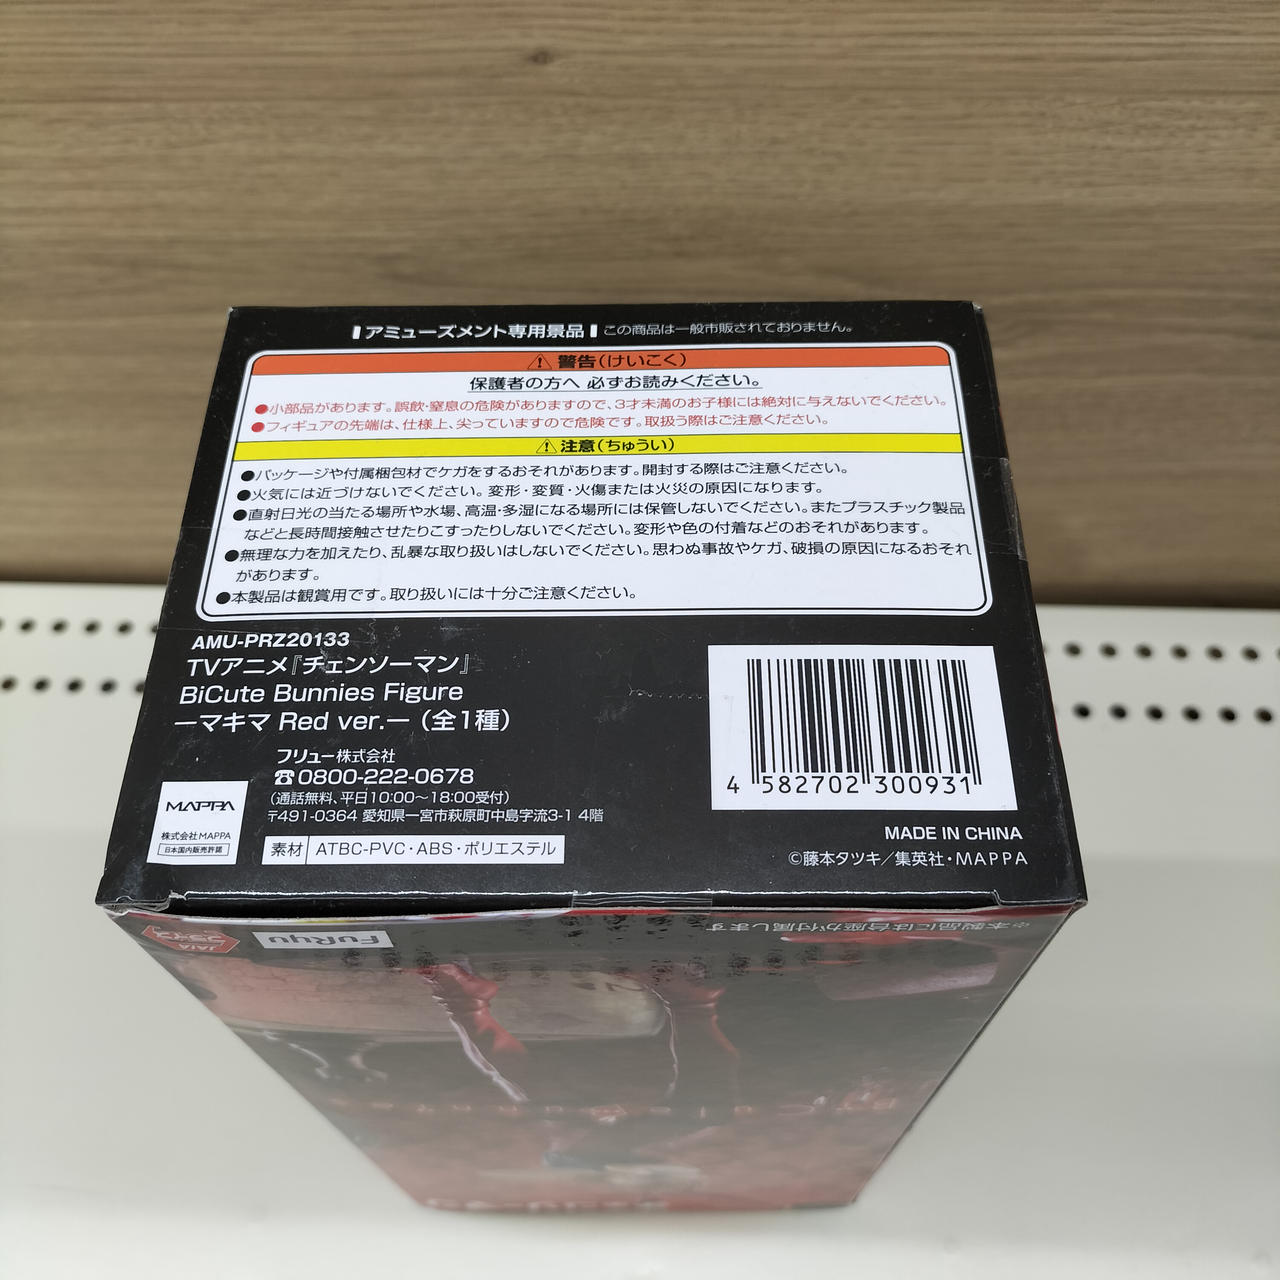 アミューズメント専用景品 この商品は一般市販されておりません。
警告(けいこく)
保護者の方へ 必ずお読みください。
●小部品があります。誤飲・窒息の危険がありますので、3才未満のお子様には絶対に与えないでください。
●フィギュアの先端は、仕様上、尖っていますので危険です。取扱う際はご注意ください。
注意(ちゅうい)
●パッケージや付属梱包材でケガをするおそれがあります。開封する際はご注意ください。
●火気には近づけないでください。変形・変質・火傷または火災の原因になります。
●直射日光の当たる場所や水場、高温・多湿になる場所には保管しないでください。またプラスチック製品
などと長時間接触させたりこすったりしないでください。変形や色の付着などのおそれがあります。
●無理な力を加えたり、乱暴な取り扱いはしないでください。思わぬ事故やケガ、破損の原因になるおそれ
があります。
●本製品は観賞用です。取り扱いには十分ご注意ください。
AMU-PRZ20133
TVアニメ『チェンソーマン』
BiCute Bunnies Figure
ーマキマ Red ver.ー(全1種)
フリュー株式会社
☎0800-222-0678
(通話無料、平日10:00～18:00受付)
〒491-0364 愛知県一宮市萩原町中島字流3-1 4階
MAPPA
株式会社MAPPA
日本国内販売許諾
素材 ATBC-PVC・ABS・ポリエステル
4 582702 300931
MADE IN CHINA
©藤本タツキ／集英社・MAPPA
JAIA
FuRyu
※本製品には台座が付属します